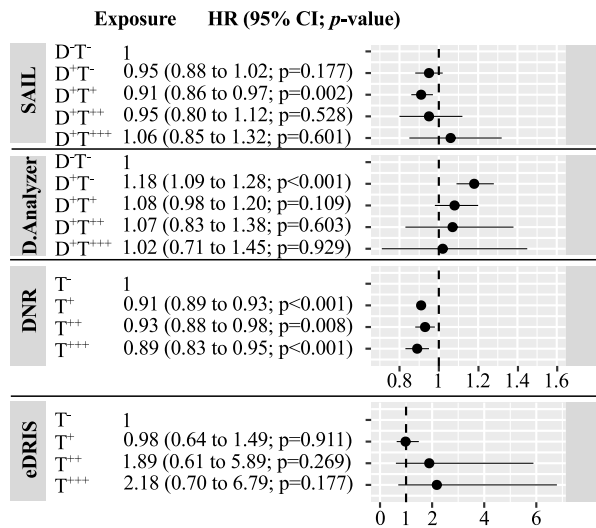 Exposure HR (95% CI; p-value)
SAIL
D⁻T⁻ 1
D⁺T⁻ 0.95 (0.88 to 1.02; p=0.177)
D⁺T⁺ 0.91 (0.86 to 0.97; p=0.002)
D⁺T⁺⁺ 0.95 (0.80 to 1.12; p=0.528)
D⁺T⁺⁺⁺ 1.06 (0.85 to 1.32; p=0.601)
D.Analyzer
D⁻T⁻ 1
D⁺T⁻ 1.18 (1.09 to 1.28; p<0.001)
D⁺T⁺ 1.08 (0.98 to 1.20; p=0.109)
D⁺T⁺⁺ 1.07 (0.83 to 1.38; p=0.603)
D⁺T⁺⁺⁺ 1.02 (0.71 to 1.45; p=0.929)
DNR
T⁻ 1
T⁺ 0.91 (0.89 to 0.93; p<0.001)
T⁺⁺ 0.93 (0.88 to 0.98; p=0.008)
T⁺⁺⁺ 0.89 (0.83 to 0.95; p<0.001)
0.8 1 1.2 1.4 1.6
eDRIS
T⁻ 1
T⁺ 0.98 (0.64 to 1.49; p=0.911)
T⁺⁺ 1.89 (0.61 to 5.89; p=0.269)
T⁺⁺⁺ 2.18 (0.70 to 6.79; p=0.177)
0 2 4 6